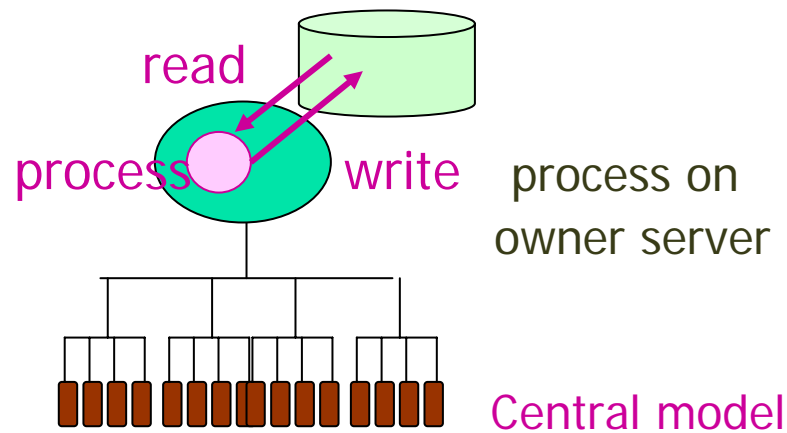 read
process
write
process on
owner server
Central model